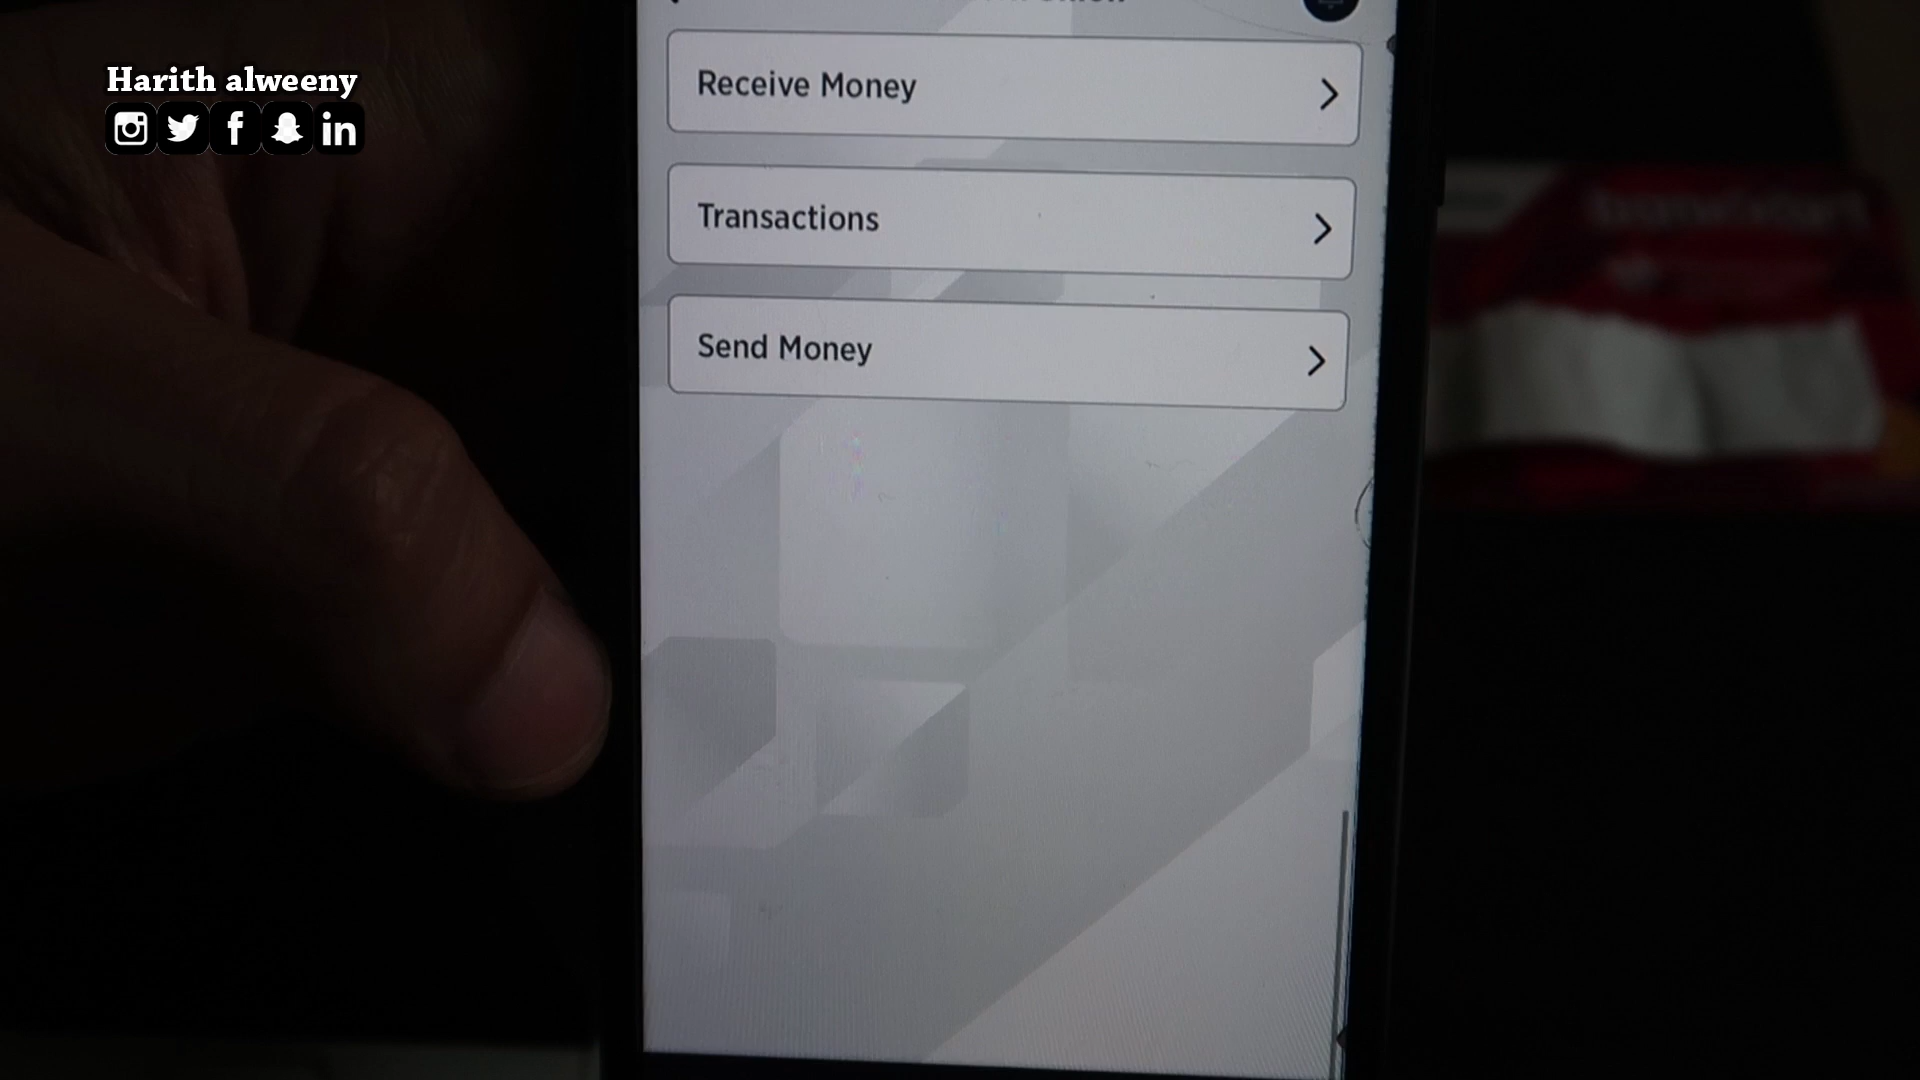 Harith alweeny
Receive Money
Transactions
Send Money